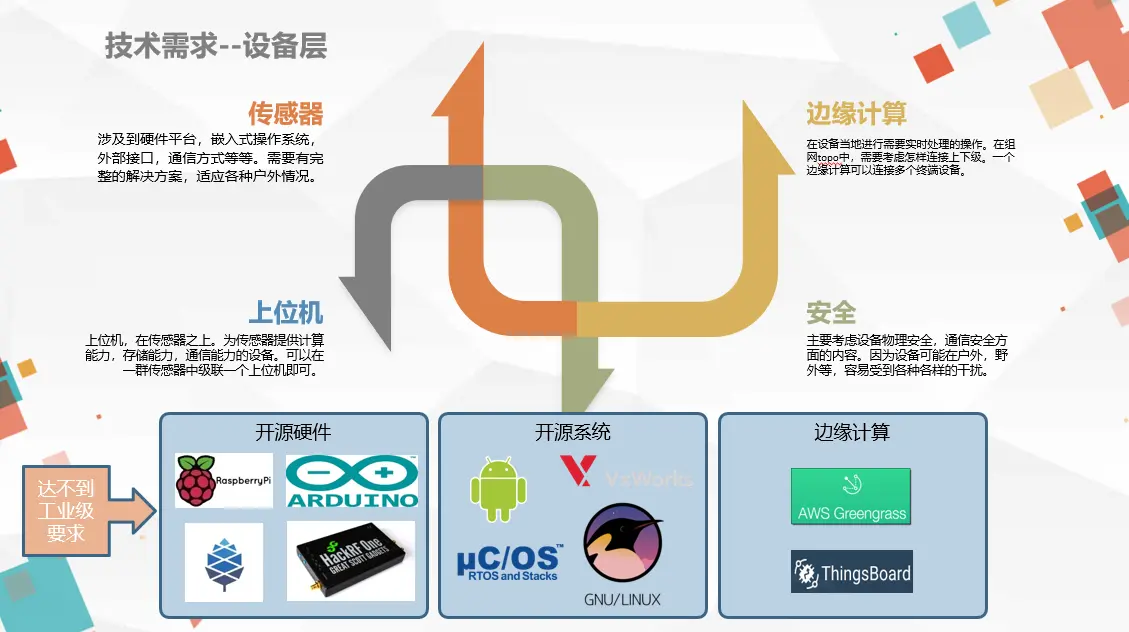 技术需求--设备层
传感器
涉及到硬件平台，嵌入式操作系统，
外部接口，通信方式等等。需要有完
整的解决方案，适应各种户外情况。
边缘计算
在设备当地进行需要实时处理的操作。在组
网topo中，需要考虑怎样连接上下级。一个
边缘计算可以连接多个终端设备。
上位机
上位机，在传感器之上。为传感器提供计算
能力，存储能力，通信能力的设备。可以在
一群传感器中级联一个上位机即可。
安全
主要考虑设备物理安全，通信安全方
面的内容。因为设备可能在户外，野
外等，容易受到各种各样的干扰。
达不到
工业级
要求
开源硬件
RaspberryPi
ARDUINO
TM
HackRF One
GREAT SCOTT GADGETS
开源系统
VxWorks
µC/OS™
RTOS and Stacks
GNU/LINUX
边缘计算
AWS Greengrass
ThingsBoard